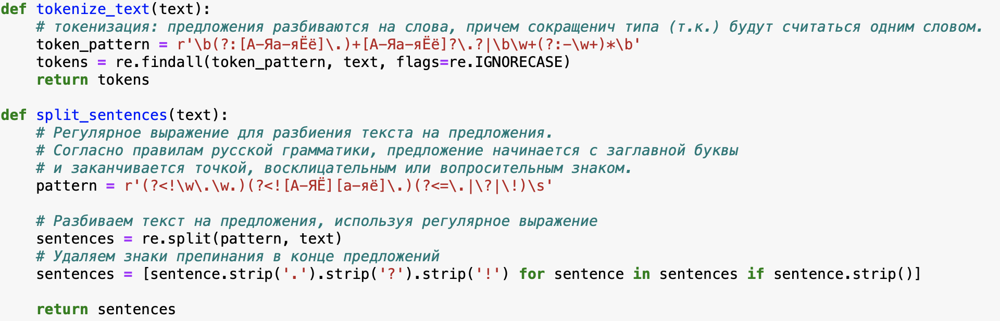 def tokenize_text(text):
    # токенизация: предложения разбиваются на слова, причем сокращенич типа (т.к.) будут считаться одним словом.
    token_pattern = r'\b(?:[А-Яа-яЁё]\.)+[А-Яа-яЁё]?\.?|\b\w+(?:-\w+)*\b'
    tokens = re.findall(token_pattern, text, flags=re.IGNORECASE)
    return tokens

def split_sentences(text):
    # Регулярное выражение для разбиения текста на предложения.
    # Согласно правилам русской грамматики, предложение начинается с заглавной буквы
    # и заканчивается точкой, восклицательным или вопросительным знаком.
    pattern = r'(?<!\w\.\w.)(?<![А-ЯЁ][а-яё]\.)(?<=\.|\?|\!)\s'

    # Разбиваем текст на предложения, используя регулярное выражение
    sentences = re.split(pattern, text)
    # Удаляем знаки препинания в конце предложений
    sentences = [sentence.strip('.').strip('?').strip('!') for sentence in sentences if sentence.strip()]

    return sentences